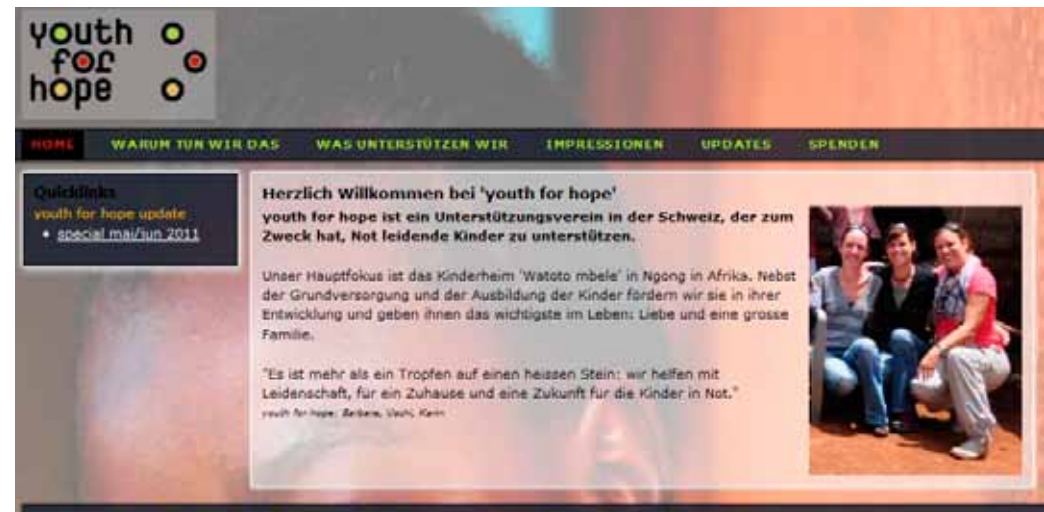 youth
for
hope
HOME WARUM TUN WIR DAS WAS UNTERSTÜTZEN WIR IMPRESSIONEN UPDATES SPENDEN
Quicklinks
youth for hope update
• special mai/jun 2011
Herzlich Willkommen bei 'youth for hope'
youth for hope ist ein Unterstützungsverein in der Schweiz, der zum
Zweck hat, Not leidende Kinder zu unterstützen.
Unser Hauptfokus ist das Kinderheim 'Watoto mbele' in Ngong in Afrika. Nebst
der Grundversorgung und der Ausbildung der Kinder fördern wir sie in ihrer
Entwicklung und geben ihnen das wichtigste im Leben: Liebe und eine grosse
Familie.
"Es ist mehr als ein Tropfen auf einen heissen Stein: wir helfen mit
Leidenschaft, für ein Zuhause und eine Zukunft für die Kinder in Not."
youth for hope: Barbara, Karin